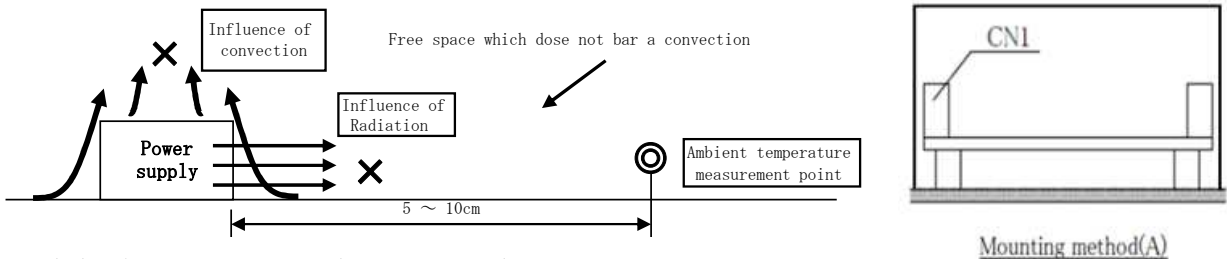 Influence of
convection
Free space which dose not bar a convection
Influence of
Radiation
Power
supply
Ambient temperature
measurement point
5 ～ 10cm
CN1
Mounting method(A)